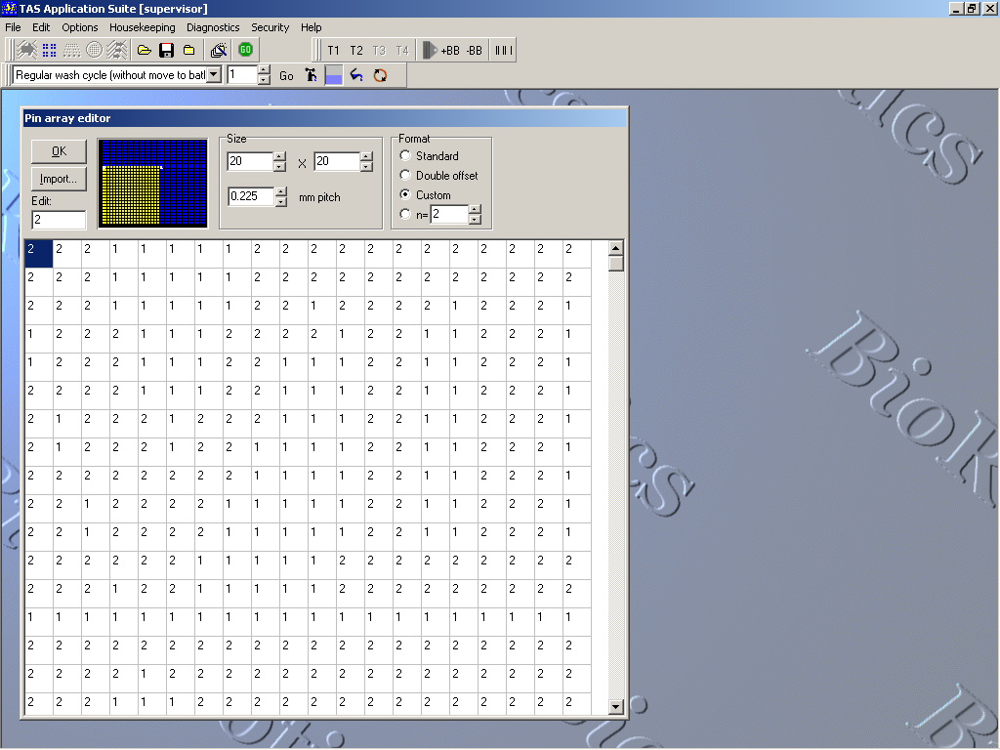 TAS Application Suite [supervisor]
File Edit Options Housekeeping Diagnostics Security Help
GO T1 T2 T3 T4 +BB -BB
Regular wash cycle (without move to batl 1 Go
Pin array editor
OK
Import...
Edit:
2
Size
20 X 20
0.225 mm pitch
Format
Standard
Double offset
Custom
n= 2
2 2 2 1 1 1 1 1 2 2 2 2 2 2 2 2 2 2 2 2
2 2 2 1 1 1 1 1 2 2 2 2 2 2 2 2 2 2 2 2
2 2 2 1 1 1 1 1 2 2 1 2 2 2 2 1 2 2 2 1
1 2 2 2 1 1 1 2 2 2 2 1 2 2 1 1 2 2 2 1
1 2 2 2 1 1 1 2 2 1 1 1 2 2 1 1 2 2 2 1
2 2 2 2 1 1 1 2 2 1 1 1 2 2 1 1 2 2 2 1
2 1 2 2 2 1 2 2 2 1 1 1 2 2 1 1 2 2 2 1
2 1 2 2 2 1 2 2 1 1 1 1 2 2 1 1 2 2 2 1
2 2 2 2 2 2 2 2 1 1 1 1 2 2 1 1 2 2 2 1
2 2 1 2 2 2 2 1 1 1 1 1 2 2 1 1 2 2 2 1
2 2 1 2 2 2 2 1 1 1 1 1 2 2 1 1 2 2 2 1
2 2 2 2 2 2 1 1 1 1 1 2 2 2 2 2 2 2 2 2
2 2 2 1 2 2 1 1 1 1 1 2 2 2 2 2 2 2 2 2
1 1 1 1 1 1 1 1 1 1 1 1 1 1 1 1 1 1 1 1
2 2 2 2 2 2 2 2 2 2 2 2 2 2 2 2 2 2 2 2
2 2 2 2 1 2 2 2 2 2 2 2 2 2 2 2 2 2 2 2
2 2 2 1 1 1 2 2 2 2 2 2 2 2 2 2 2 2 2 2